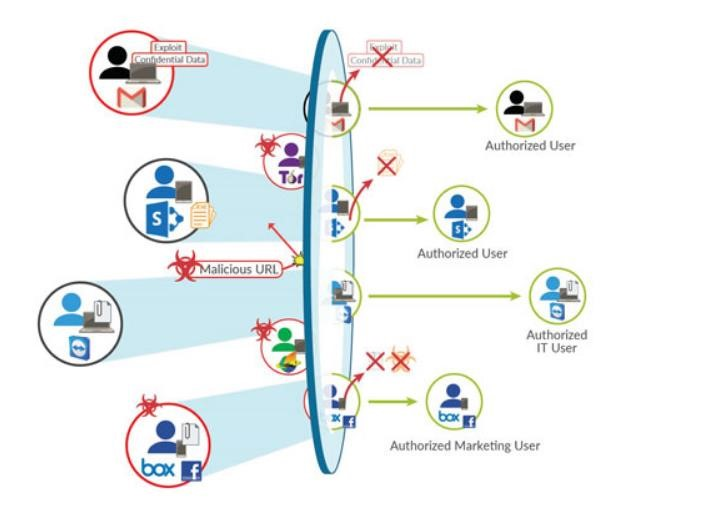 Exploit
Confidential Data
Exploit
Confidential Data
Authorized User
Tor
S
S
Authorized User
Malicious URL
Authorized
IT User
box f
box f
box f
Authorized Marketing User